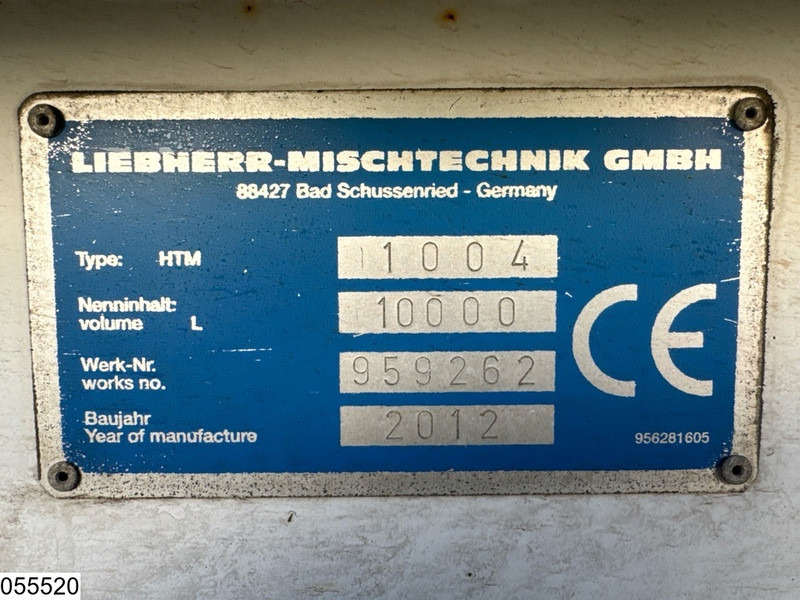 LIEBHERR-MISCHTECHNIK GMBH
88427 Bad Schussenried - Germany
Type: HTM 1004
Nenninhalt:
volume L 10000
Werk-Nr.
works no. 959262
Baujahr
Year of manufacture 2012
CE
956281605
055520